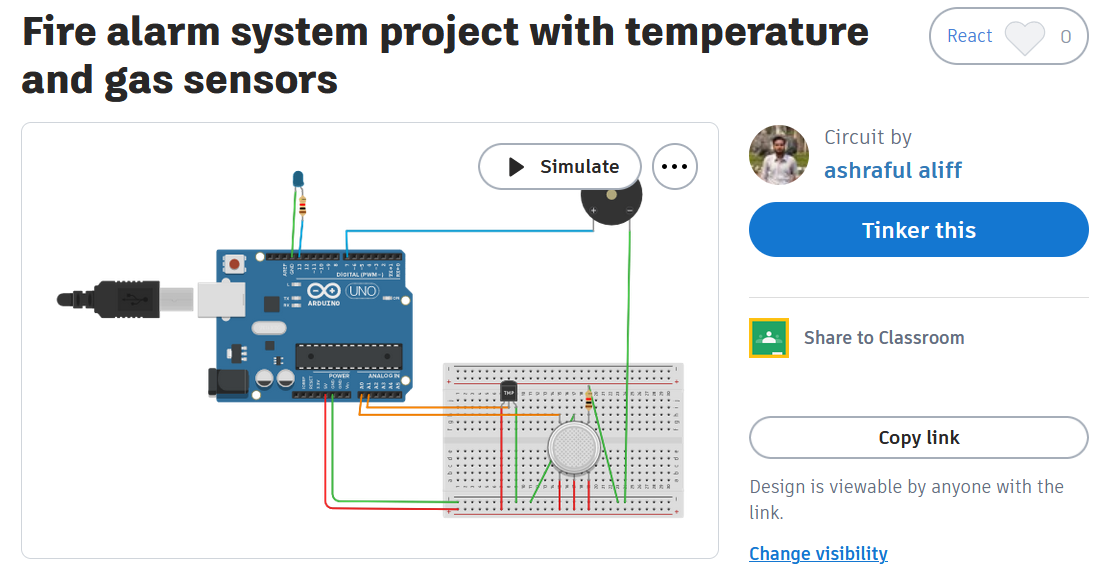 Fire alarm system project with temperature
and gas sensors
React 0
Simulate
Circuit by
ashraful aliff
Tinker this
Share to Classroom
Copy link
Design is viewable by anyone with the
link.
Change visibility
DIGITAL (PWM~)
UNO
ARDUINO
POWER
ANALOG IN
TMP